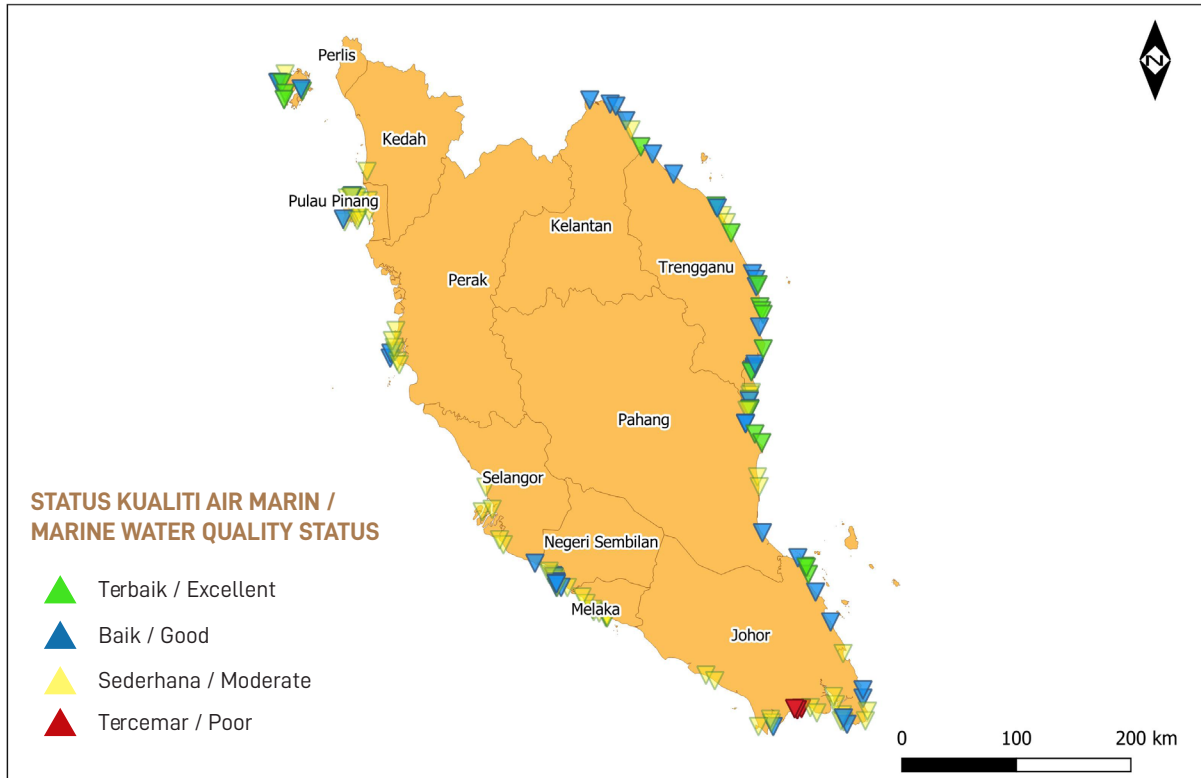 Perlis
Kedah
Pulau Pinang
Kelantan
Trengganu
Perak
Pahang
Selangor
Negeri Sembilan
Melaka
Johor
N
STATUS KUALITI AIR MARIN /
MARINE WATER QUALITY STATUS
Terbaik / Excellent
Baik / Good
Sederhana / Moderate
Tercemar / Poor
0 100 200 km